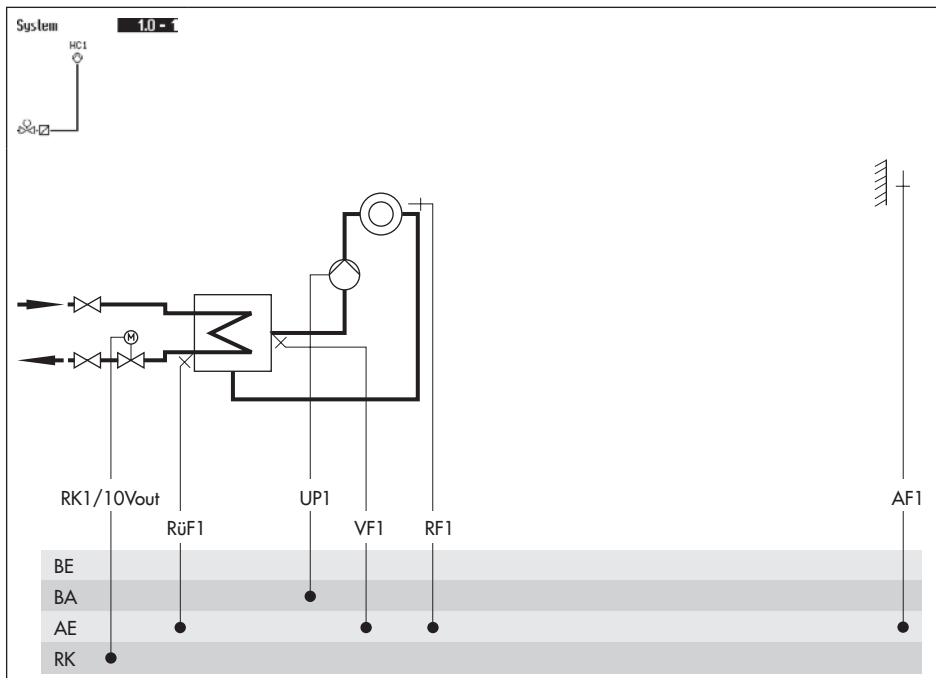 System 1.0 - 1
HC1
M
RK1/10Vout UP1 AF1
RüF1 VF1 RF1
BE
BA
AE
RK